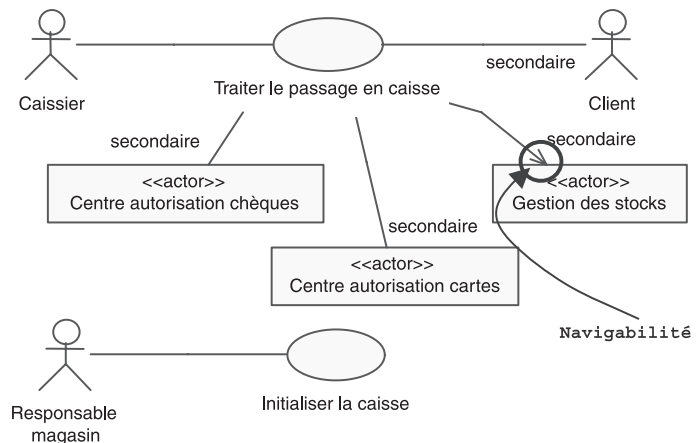 secondaire
Caissier
Traiter le passage en caisse
Client
secondaire
secondaire
<<actor>>
Centre autorisation chèques
<<actor>>
Gestion des stocks
secondaire
<<actor>>
Centre autorisation cartes
Navigabilité
Initialiser la caisse
Responsable
magasin